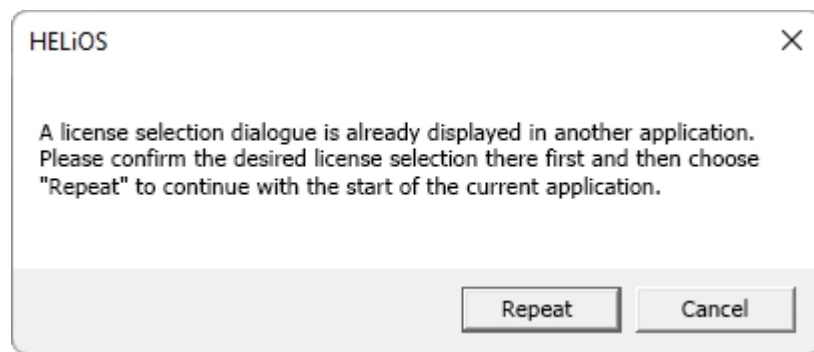 HELiOS
A license selection dialogue is already displayed in another application.
Please confirm the desired license selection there first and then choose
"Repeat" to continue with the start of the current application.
Repeat
Cancel